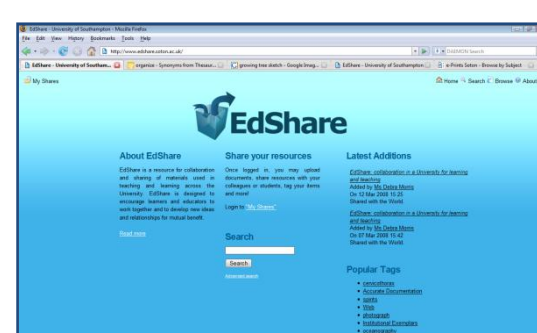 EdShare - University of Southampton - Mozilla Firefox
File Edit View History Bookmarks Tools Help
http://www.edshare.soton.ac.uk/
DAEMON Search
EdShare - University of Southam...
organize - Synonyms from Thesaur...
growing tree sketch - Google Imag...
EdShare - University of Southampton
e-Prints Soton - Browse by Subject
My Shares
Home Search Browse About
EdShare
About EdShare
EdShare is a resource for collaboration
and sharing of materials used in
teaching and learning across the
University. EdShare is designed to
encourage learners and educators to
work together and to develop new ideas
and relationships for mutual benefit.
Read more
Share your resources
Once logged in, you may upload
documents, share resources with your
colleagues or students, tag your items
and more!
Login to "My Shares"
Search
Search
Advanced search
Latest Additions
EdShare: collaboration in a University for learning
and teaching
Added by Ms Debra Morris
On 12 Mar 2008 15:25
Shared with the World
EdShare: collaboration in a University for learning
and teaching
Added by Ms Debra Morris
On 07 Mar 2008 15:42
Shared with the World
Popular Tags
Accurate Documentation
spirits
Web
photograph
Institutional Exemplars
oceanography